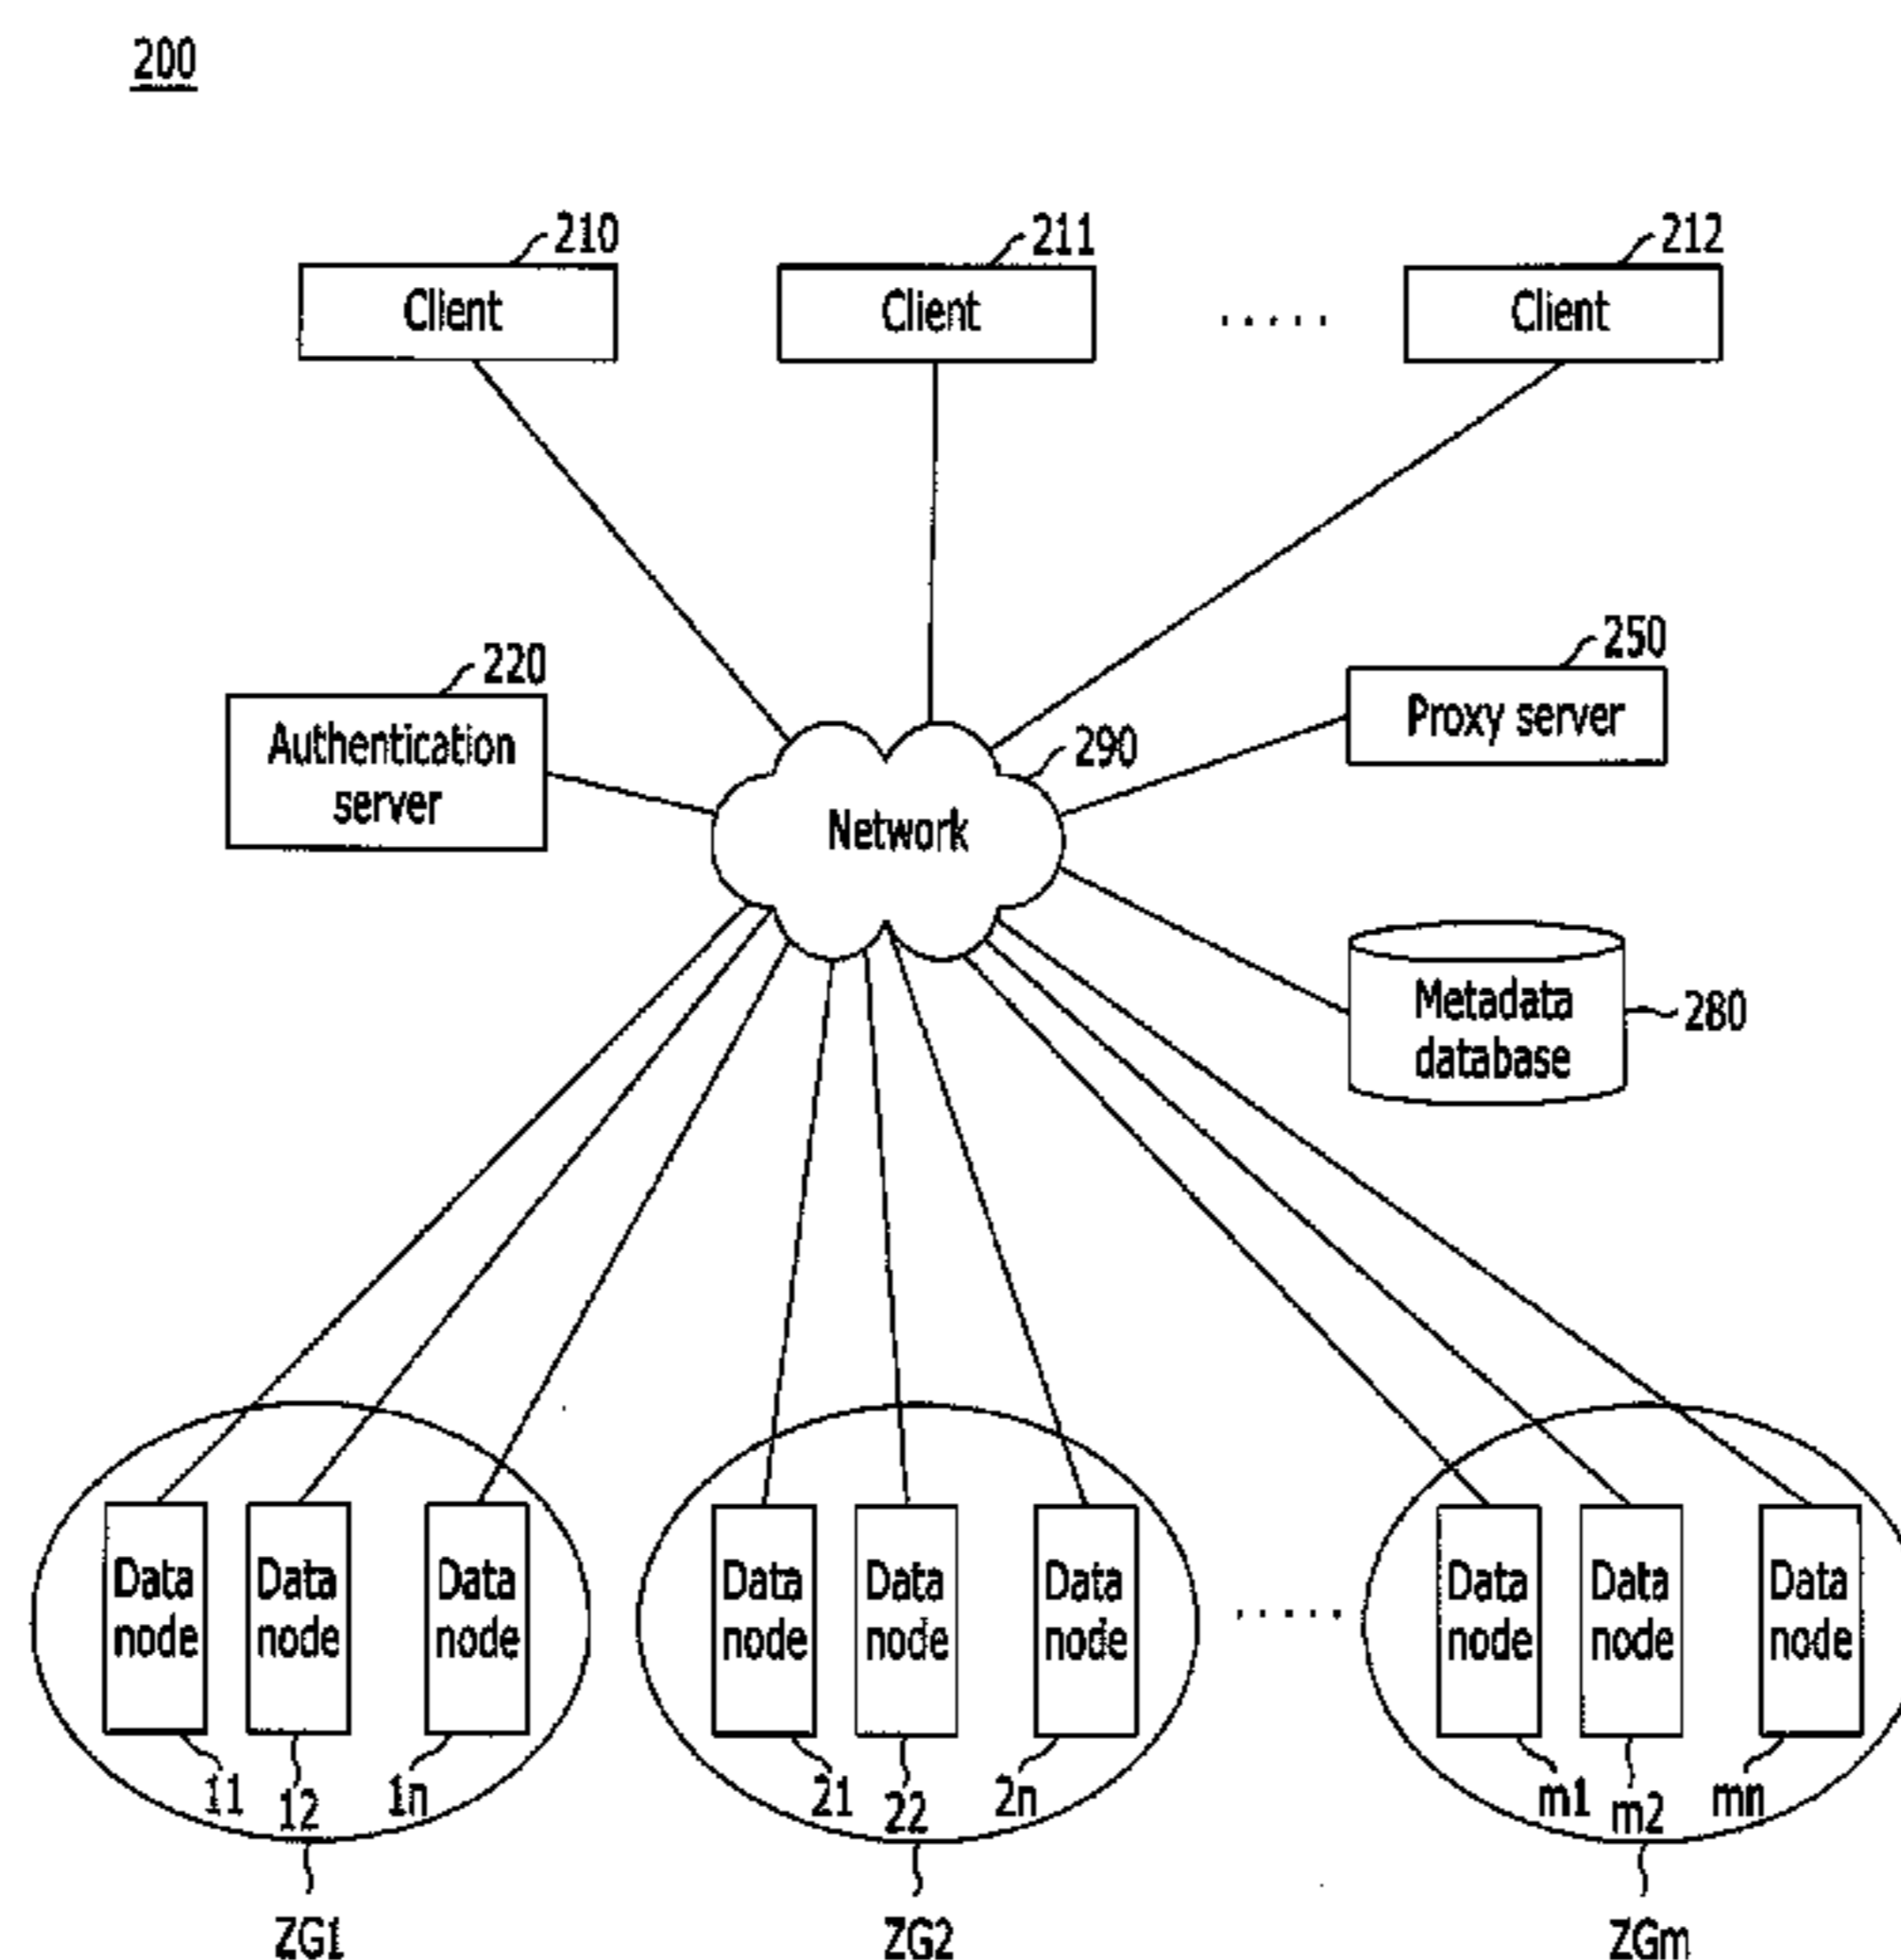 200
210
211
212
Client
Client
Client
220
250
Authentication
server
Proxy server
290
Network
Metadata
database
280
Data
node
Data
node
Data
node
Data
node
Data
node
Data
node
Data
node
Data
node
Data
node
11
12
1n
21
22
2n
m1
m2
mn
ZG1
ZG2
ZGm